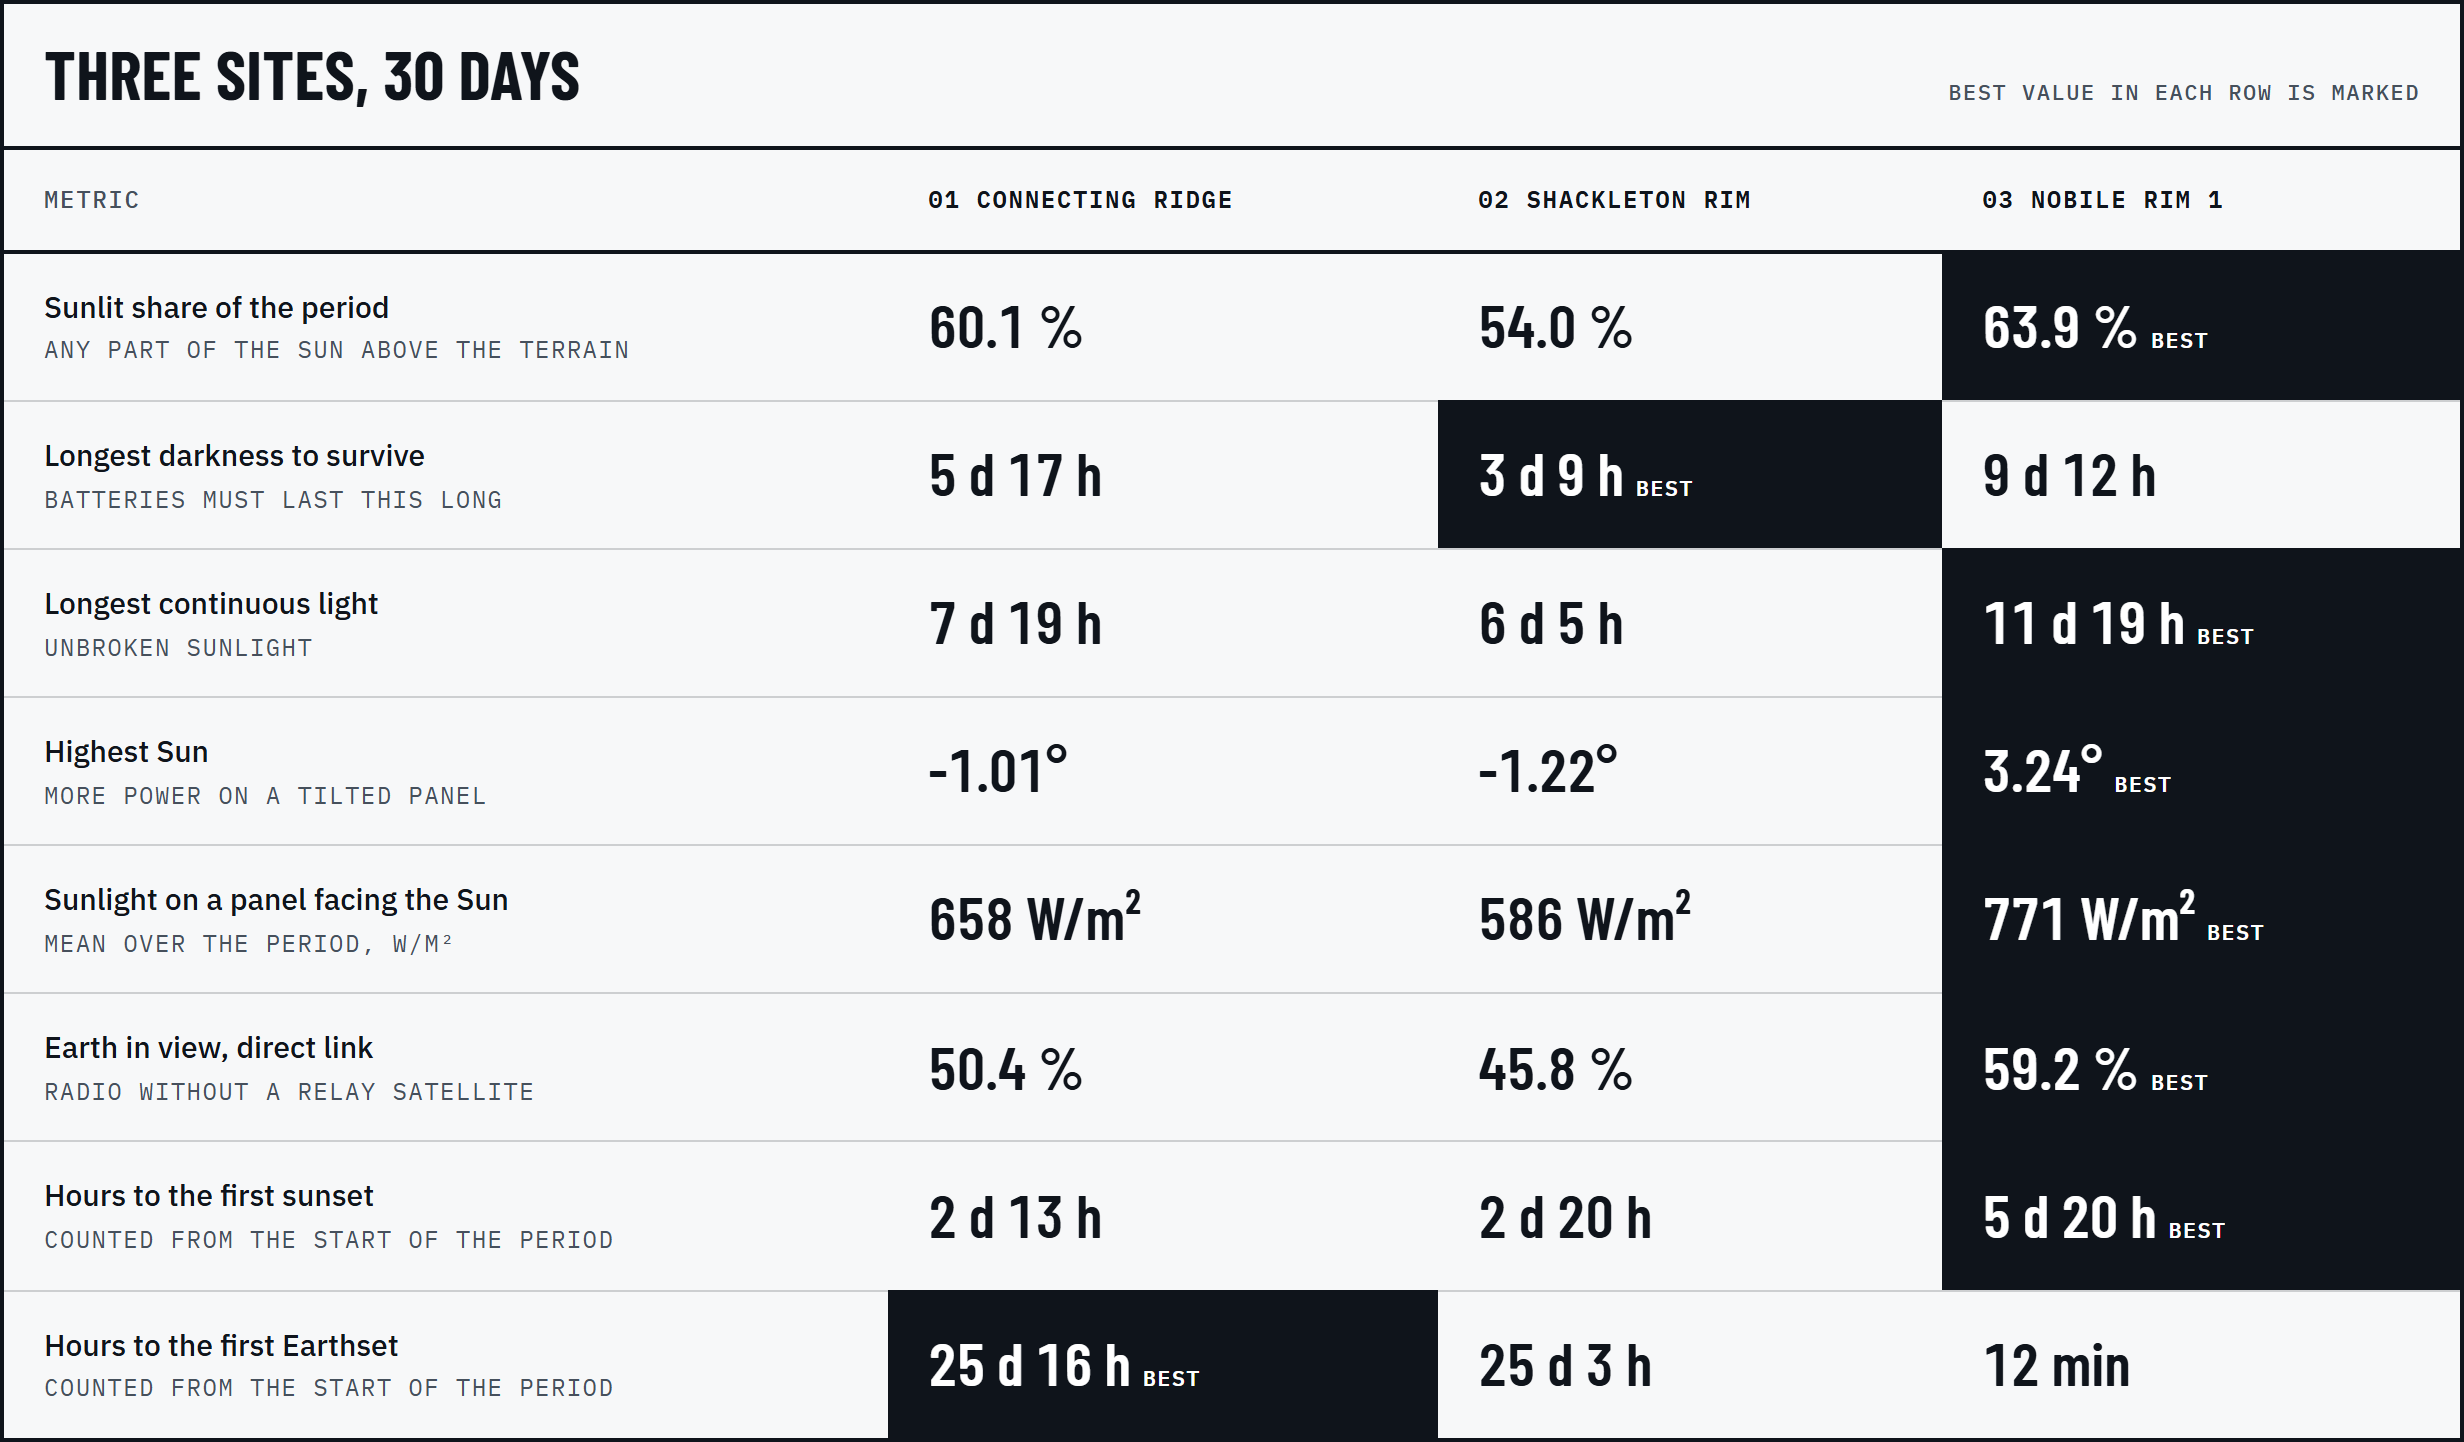 THREE SITES, 30 DAYS
BEST VALUE IN EACH ROW IS MARKED
METRIC 01 CONNECTING RIDGE 02 SHACKLETON RIM 03 NOBILE RIM 1
Sunlit share of the period
ANY PART OF THE SUN ABOVE THE TERRAIN
60.1 % 54.0 % 63.9 % BEST
Longest darkness to survive
BATTERIES MUST LAST THIS LONG
5 d 17 h 3 d 9 h BEST 9 d 12 h
Longest continuous light
UNBROKEN SUNLIGHT
7 d 19 h 6 d 5 h 11 d 19 h BEST
Highest Sun
MORE POWER ON A TILTED PANEL
-1.01° -1.22° 3.24° BEST
Sunlight on a panel facing the Sun
MEAN OVER THE PERIOD, W/M²
658 W/m² 586 W/m² 771 W/m² BEST
Earth in view, direct link
RADIO WITHOUT A RELAY SATELLITE
50.4 % 45.8 % 59.2 % BEST
Hours to the first sunset
COUNTED FROM THE START OF THE PERIOD
2 d 13 h 2 d 20 h 5 d 20 h BEST
Hours to the first Earthset
COUNTED FROM THE START OF THE PERIOD
25 d 16 h BEST 25 d 3 h 12 min